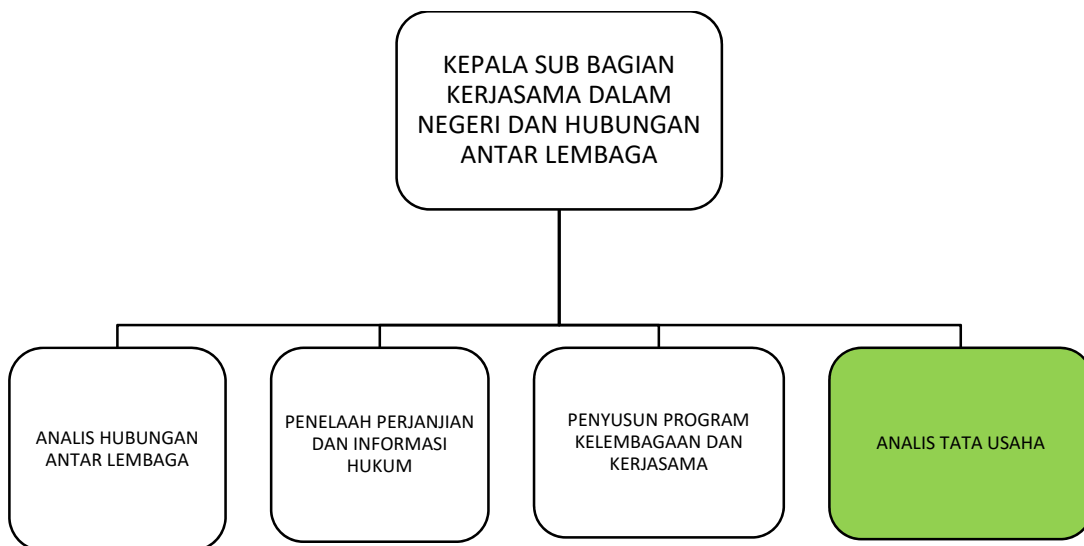 KEPALA SUB BAGIAN
KERJASAMA DALAM
NEGERI DAN HUBUNGAN
ANTAR LEMBAGA
ANALIS HUBUNGAN
ANTAR LEMBAGA
PENELAAH PERJANJIAN
DAN INFORMASI
HUKUM
PENYUSUN PROGRAM
KELEMBAGAAN DAN
KERJASAMA
ANALIS TATA USAHA